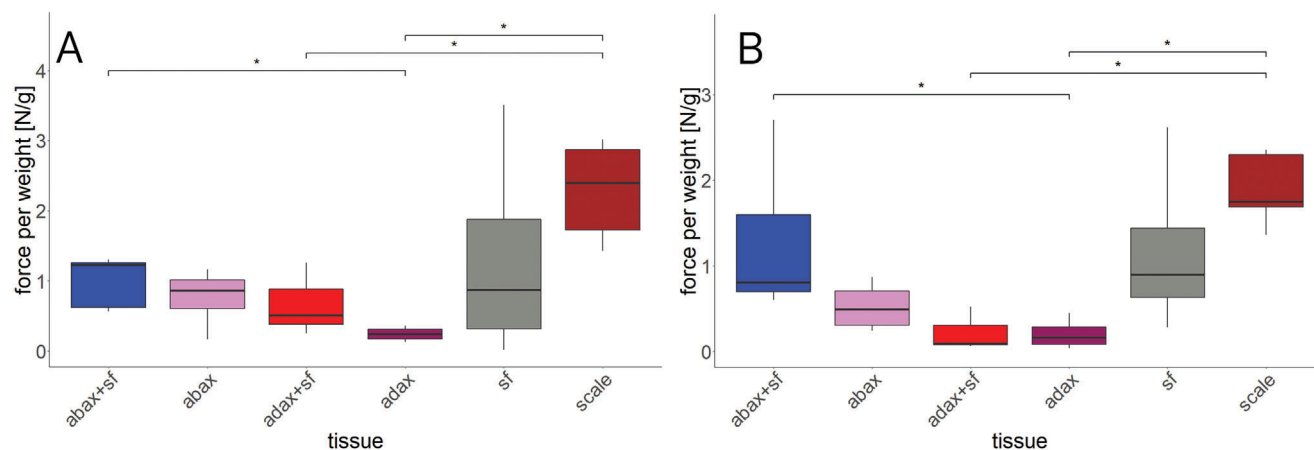 A
force per weight [N/g]
4
3
2
1
0
*
*
*
abax+sf
abax
adax+sf
adax
sf
scale
tissue
B
force per weight [N/g]
3
2
1
0
*
*
*
abax+sf
abax
adax+sf
adax
sf
scale
tissue